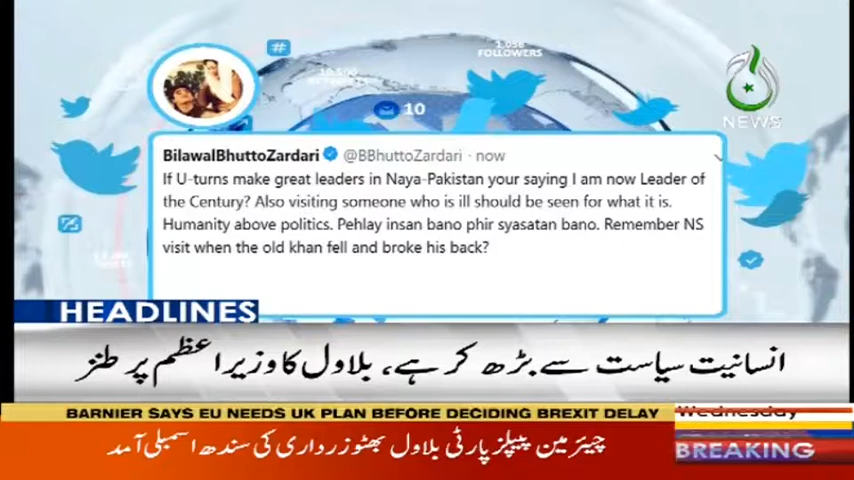 #
1,056
FOLLOWERS
10
NEWS
BilawalBhuttoZardari @BBhuttoZardari · now
If U-turns make great leaders in Naya-Pakistan your saying I am now Leader of
the Century? Also visiting someone who is ill should be seen for what it is.
Humanity above politics. Pehlay insan bano phir syasatan bano. Remember NS
visit when the old khan fell and broke his back?
HEADLINES
انسانیت سیاست سے بڑھ کر ہے، بلاول کا وزیراعظم پر طنز
BARNIER SAYS EU NEEDS UK PLAN BEFORE DECIDING BREXIT DELAY
Wednesday
چیئرمین پیپلز پارٹی بلاول بھٹو زرداری کی سندھ اسمبلی آمد
BREAKING